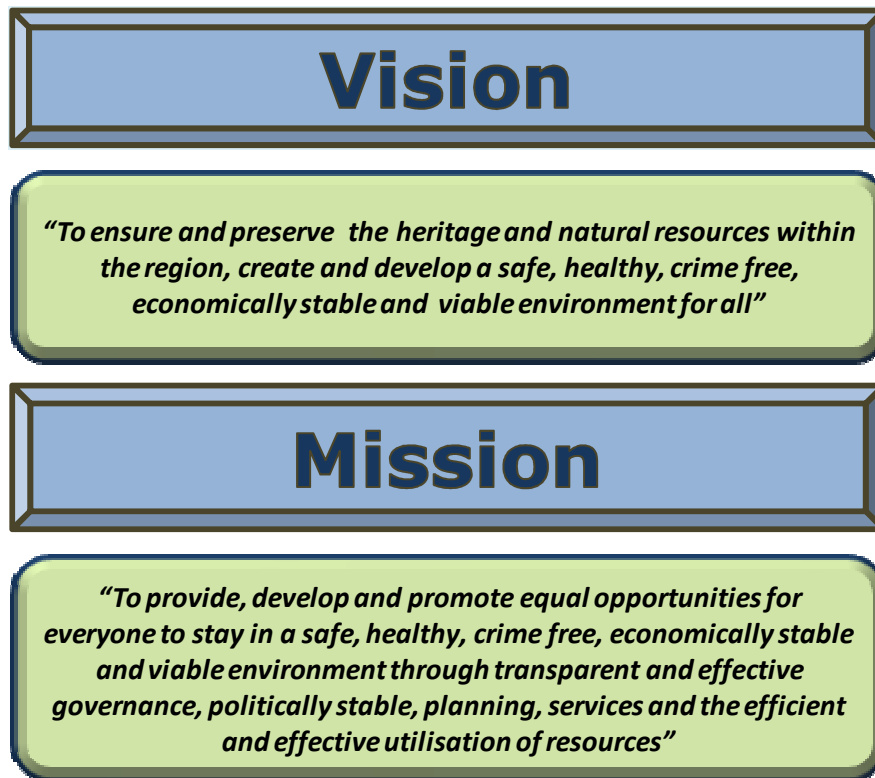 Vision
“To ensure and preserve the heritage and natural resources within
the region, create and develop a safe, healthy, crime free,
economically stable and viable environment for all”
Mission
“To provide, develop and promote equal opportunities for
everyone to stay in a safe, healthy, crime free, economically stable
and viable environment through transparent and effective
governance, politically stable, planning, services and the efficient
and effective utilisation of resources”